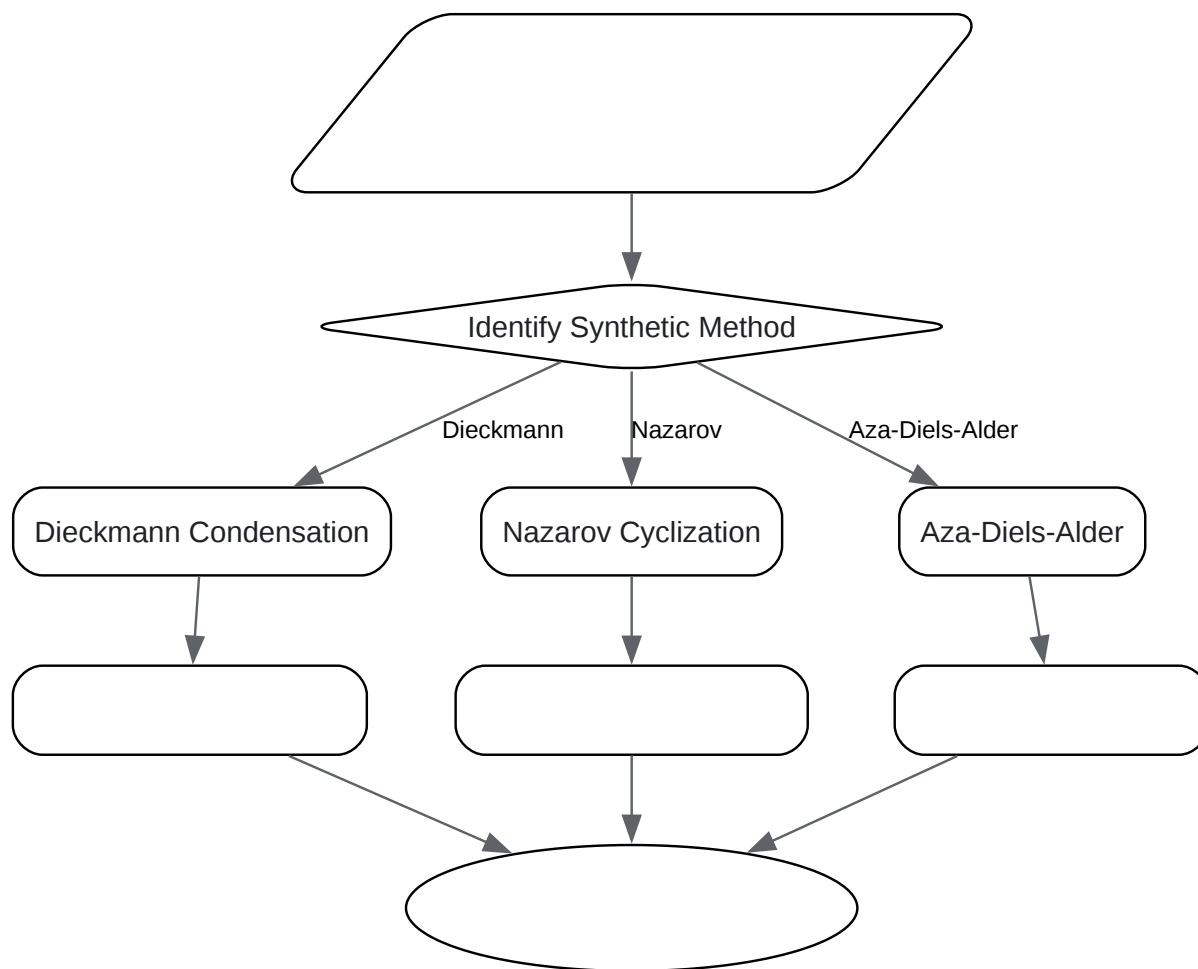 Identify Synthetic Method
Dieckmann
Nazarov
Aza-Diels-Alder
Dieckmann Condensation
Nazarov Cyclization
Aza-Diels-Alder